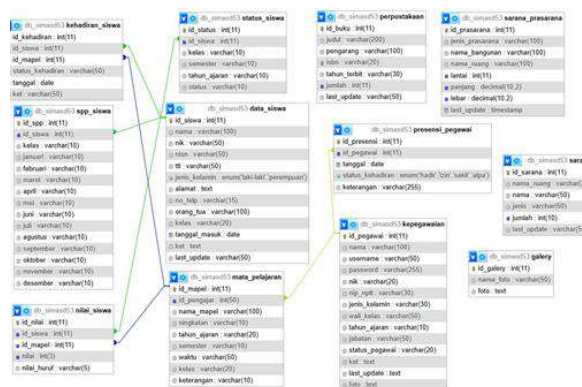 db_simasd53 kehadiran_siswa
id_kehadiran : int(11)
id_siswa : int(11)
id_mapel : int(11)
status_kehadiran : varchar(50)
tanggal : date
ket : varchar(50)
db_simasd53 status_siswa
id_status : int(11)
id_siswa : int(11)
kelas : varchar(10)
semester : varchar(10)
tahun_ajaran : varchar(10)
status : varchar(10)
db_simasd53 perpustakaan
id_buku : int(11)
judul : varchar(200)
pengarang : varchar(100)
isbn : varchar(20)
tahun_terbit : varchar(30)
jumlah : int(11)
last_update : varchar(50)
db_simasd53 sarana_prasarana
id_prasarana : int(11)
jenis_prasarana : varchar(100)
nama_bangunan : varchar(100)
nama_ruang : varchar(100)
lantai : int(11)
panjang : decimal(10,2)
lebar : decimal(10,2)
last_update : timestamp
db_simasd53 spp_siswa
id_spp : int(11)
id_siswa : int(11)
kelas : varchar(10)
januari : varchar(10)
februari : varchar(10)
maret : varchar(10)
april : varchar(10)
mei : varchar(10)
juni : varchar(10)
juli : varchar(10)
agustus : varchar(10)
september : varchar(10)
oktober : varchar(10)
november : varchar(10)
desember : varchar(10)
db_simasd53 data_siswa
id_siswa : int(11)
nama : varchar(100)
nik : varchar(50)
nisn : varchar(50)
ttl : varchar(50)
jenis_kelamin : enum('laki-laki','perempuan')
alamat : text
no_telp : varchar(15)
orang_tua : varchar(100)
kelas : varchar(20)
tanggal_masuk : date
ket : text
last_update : varchar(50)
db_simasd53 presensi_pegawai
id_presensi : int(11)
id_pegawai : int(11)
tanggal : date
status_kehadiran : enum('hadir','izin','sakit','alpa')
keterangan : varchar(255)
db_simasd53 sara
id_sarana : int(11)
nama_ruang : varchar(
nama : varchar(50)
jenis : varchar(50)
jumlah : int(10)
last_update : varchar(50
db_simasd53 kepegawaian
id_pegawai : int(11)
nama : varchar(100)
username : varchar(50)
password : varchar(255)
nik : varchar(20)
nip_nptt : varchar(30)
jenis_kelamin : varchar(30)
wali_kelas : varchar(50)
tahun_ajaran : varchar(10)
jabatan : varchar(50)
status_pegawai : varchar(20)
ket : text
last_update : text
foto : text
db_simasd53 galery
id_galery : int(11)
nama_foto : varchar(50)
foto : text
db_simasd53 mata_pelajaran
id_mapel : int(11)
id_pengajar : int(50)
nama_mapel : varchar(100)
singkatan : varchar(10)
tahun_ajaran : varchar(20)
semester : varchar(10)
waktu : varchar(50)
kelas : varchar(20)
keterangan : varchar(10)
db_simasd53 nilai_siswa
id_nilai : int(11)
id_siswa : int(11)
id_mapel : int(11)
nilai : int(3)
nilai_huruf : varchar(5)